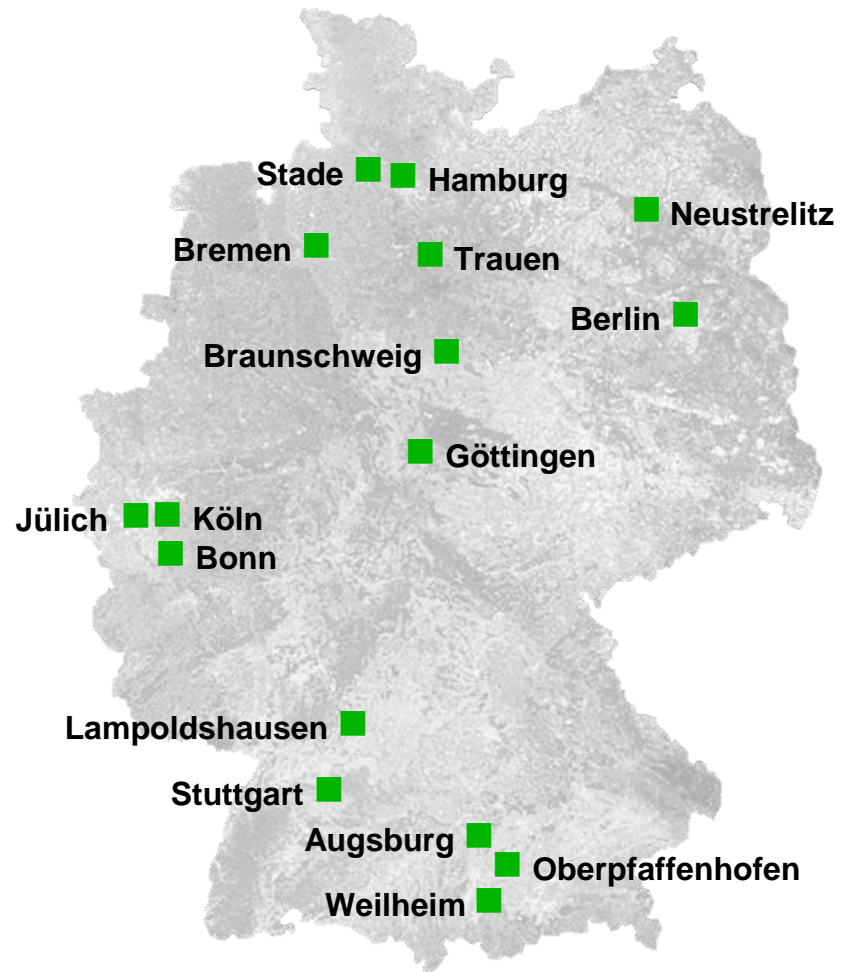 Stade
Hamburg
Neustrelitz
Bremen
Trauen
Berlin
Braunschweig
Göttingen
Jülich
Köln
Bonn
Lampoldshausen
Stuttgart
Augsburg
Oberpfaffenhofen
Weilheim